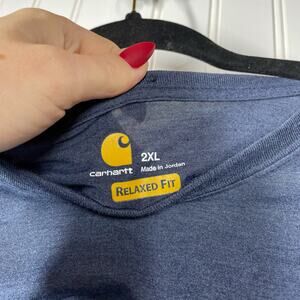 2XL
Made in Jordan
carhartt
RELAXED FIT